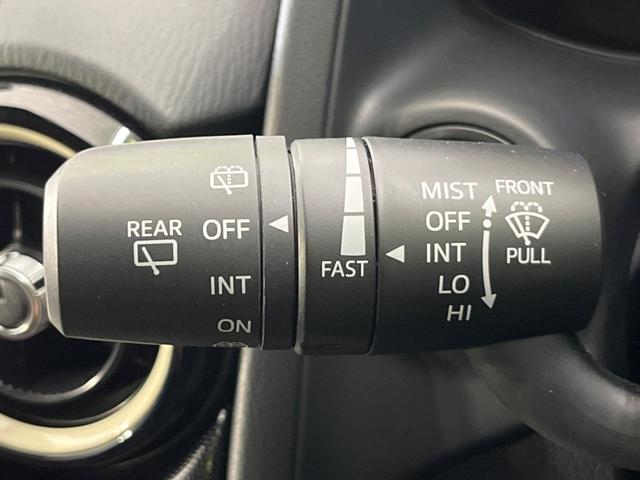 REAR
OFF
INT
ON
FAST
MIST
OFF
INT
LO
HI
FRONT
PULL